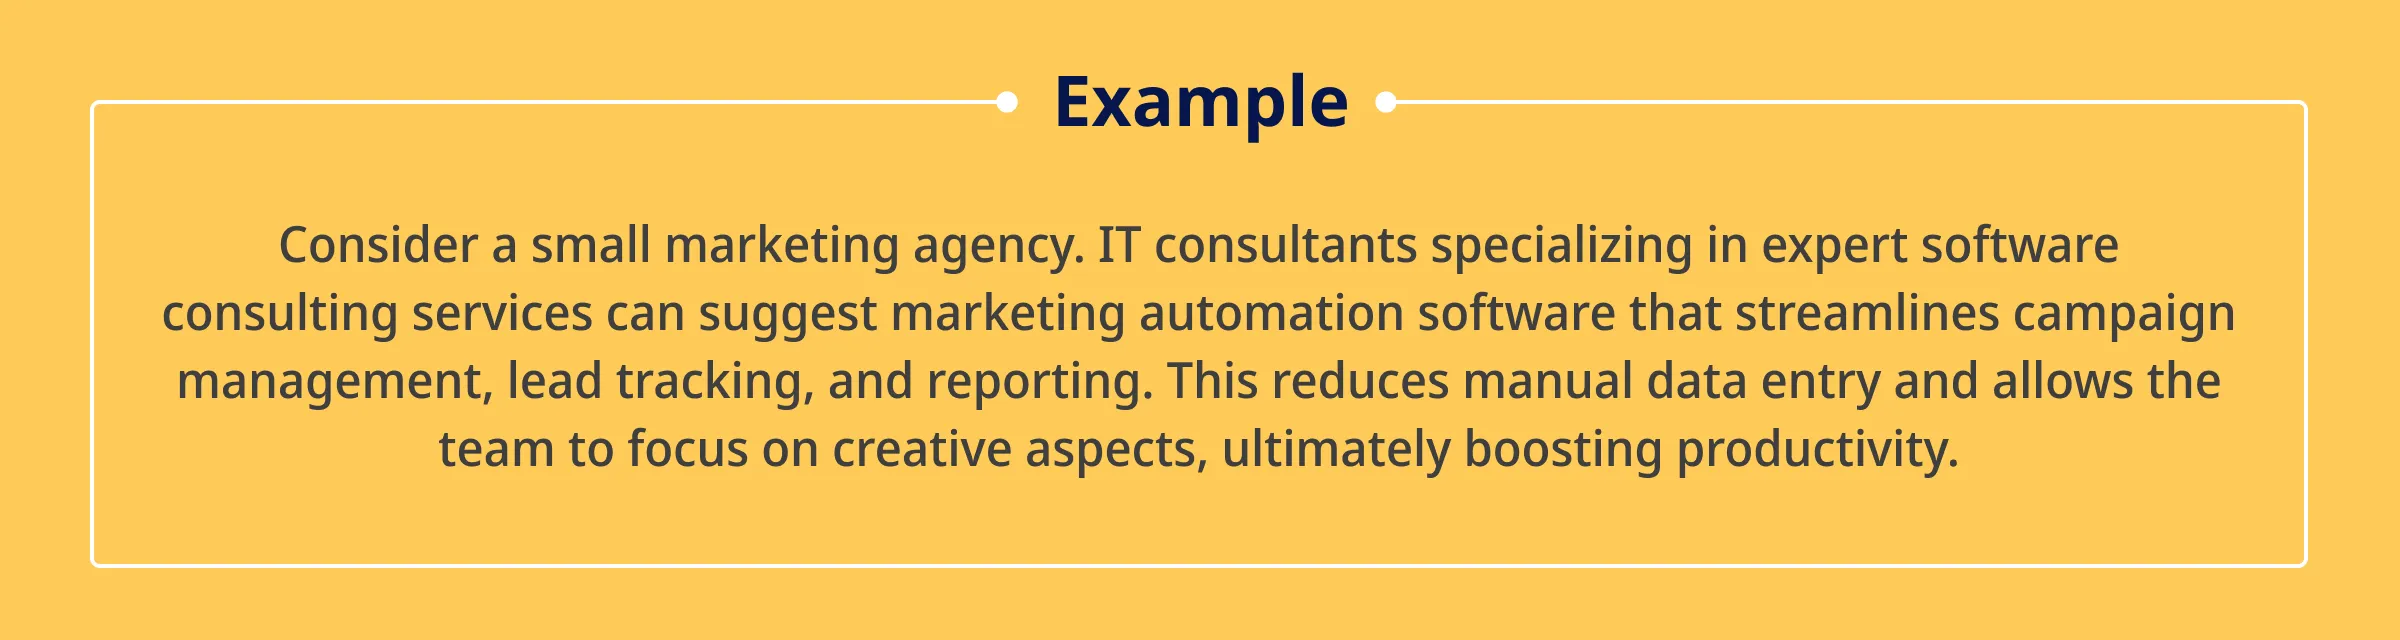 Example
Consider a small marketing agency. IT consultants specializing in expert software
consulting services can suggest marketing automation software that streamlines campaign
management, lead tracking, and reporting. This reduces manual data entry and allows the
team to focus on creative aspects, ultimately boosting productivity.